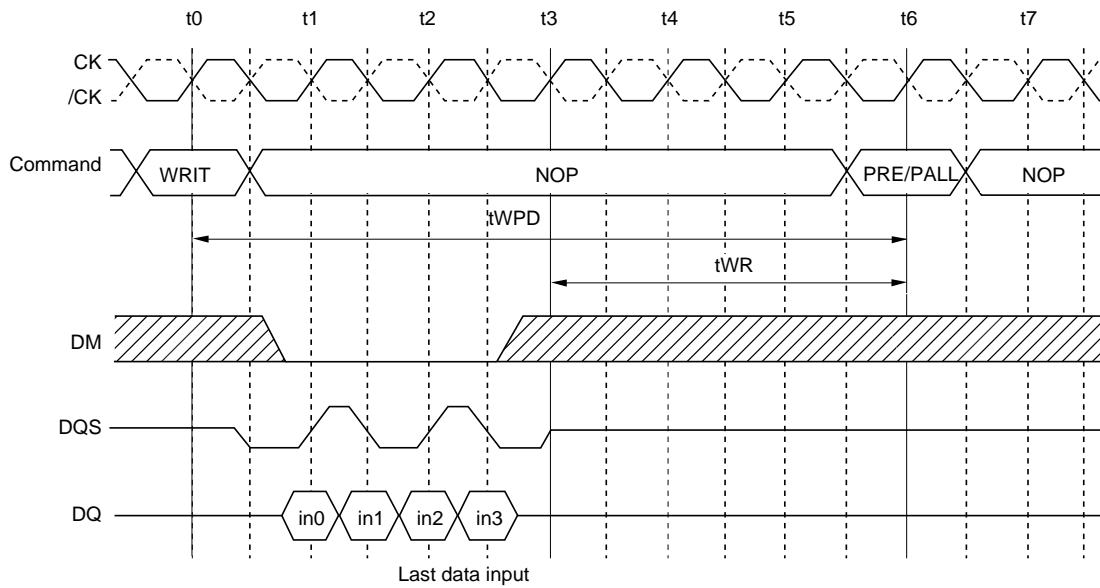 t0 t1 t2 t3 t4 t5 t6 t7
CK
/CK
Command WRIT NOP PRE/PALL NOP
tWPD
tWR
DM
DQS
DQ in0 in1 in2 in3
Last data input